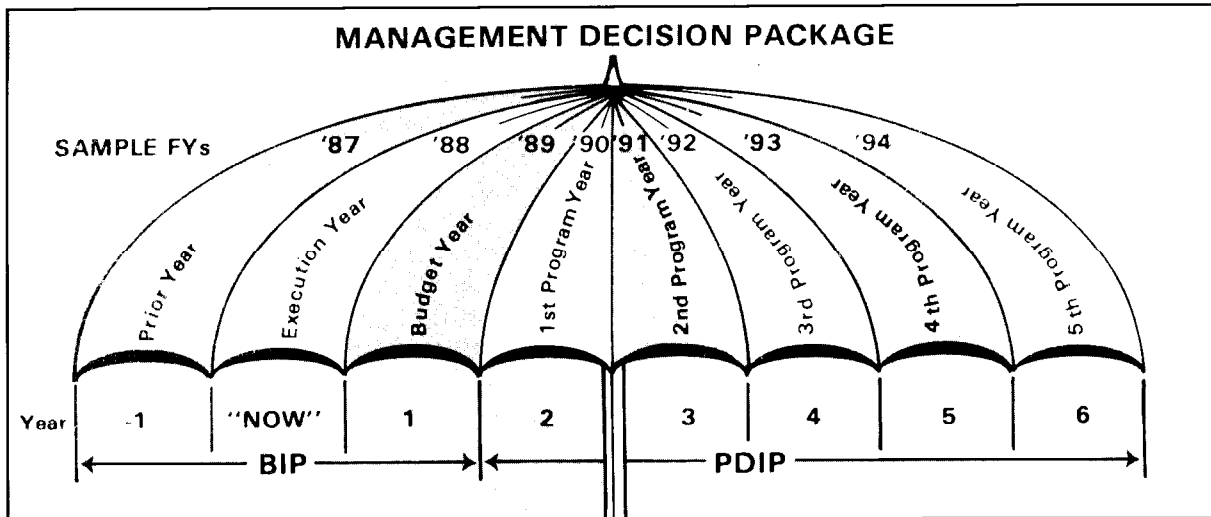 MANAGEMENT DECISION PACKAGE
SAMPLE FYs '87 '88 '89 '90 '91 '92 '93 '94
Prior Year
Execution Year
Budget Year
1st Program Year
2nd Program Year
3rd Program Year
4th Program Year
5th Program Year
Year -1 "NOW" 1 2 3 4 5 6
BIP PDIP